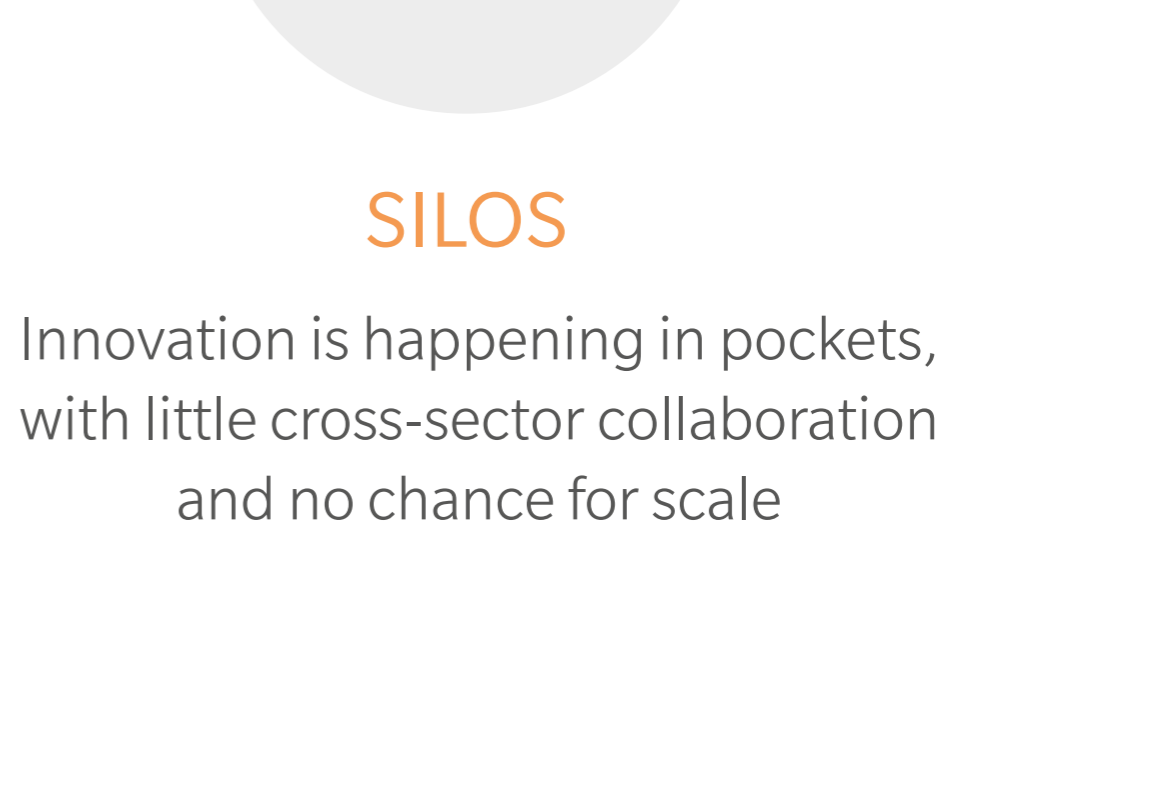 SILOS
Innovation is happening in pockets,
with little cross-sector collaboration
and no chance for scale